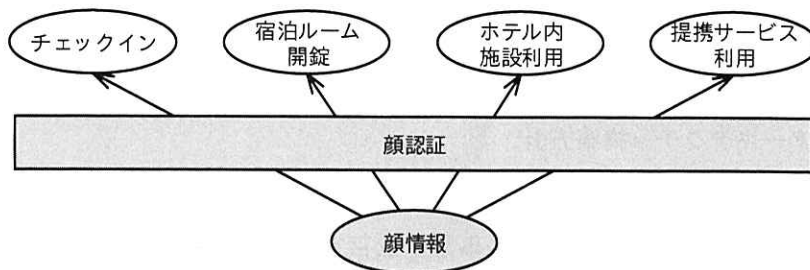 チェックイン
宿泊ルーム
開錠
ホテル内
施設利用
提携サービス
利用
顔認証
顔情報